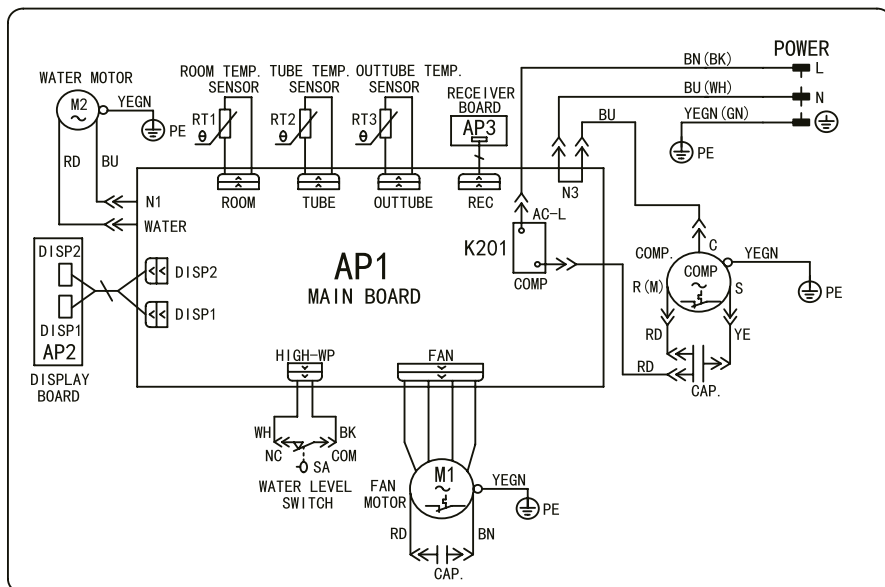 POWER
BN(BK)
L
BU(WH)
N
YEGN(GN)
PE
BU
WATER MOTOR
M2
YEGN
PE
RD
BU
ROOM TEMP.
SENSOR
TUBE TEMP.
SENSOR
OUTTUBE TEMP.
SENSOR
RT1
θ
RT2
θ
RT3
θ
RECEIVER
BOARD
AP3
ROOM
TUBE
OUTTUBE
REC
N3
N1
WATER
AC-L
K201
COMP
AP1
MAIN BOARD
DISP2
DISP1
AP2
DISPLAY
BOARD
DISP2
DISP1
COMP.
C
COMP
YEGN
PE
R(M)
S
RD
YE
RD
CAP.
HIGH-WP
FAN
WH
BK
NC
COM
SA
WATER LEVEL
SWITCH
FAN
MOTOR
M1
YEGN
PE
RD
BN
CAP.